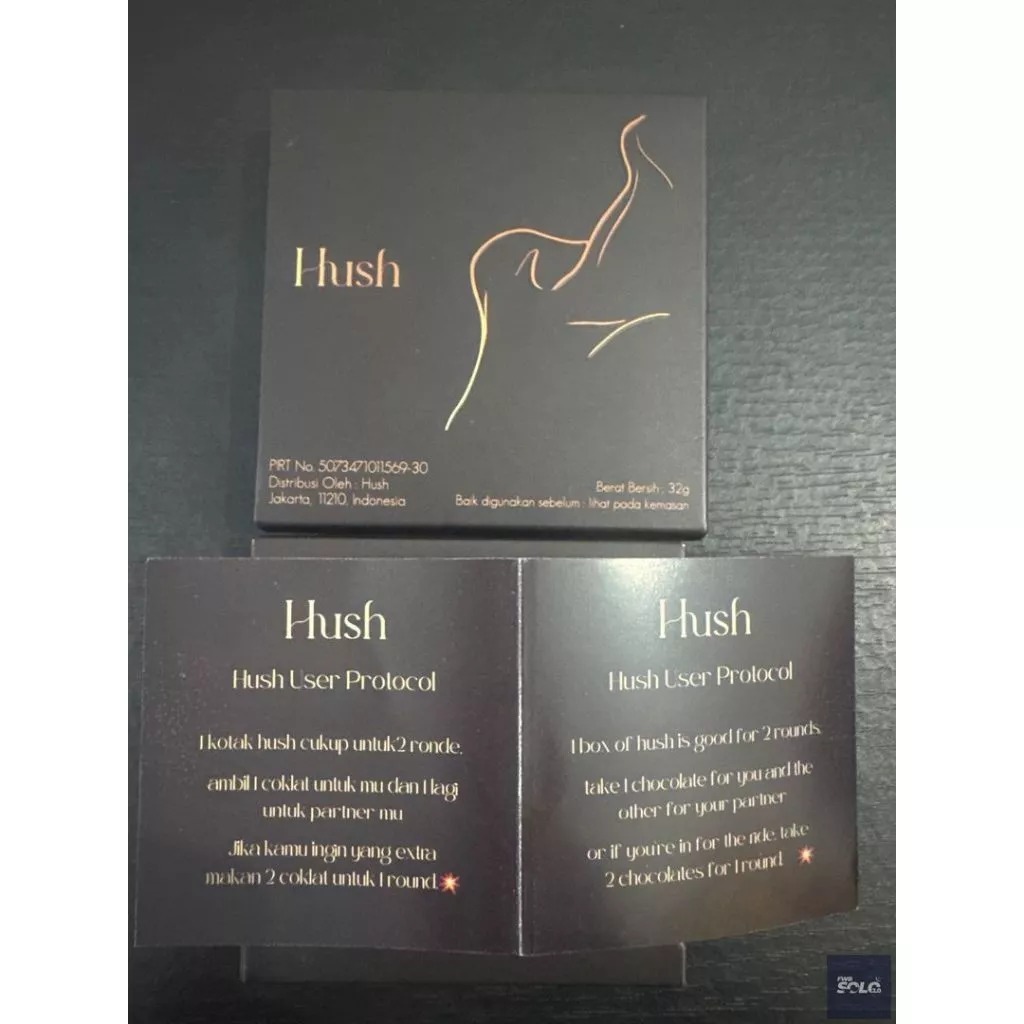 Hush
PIRT No. 5073471011569-30
Distribusi Oleh : Hush
Jakarta, 11210, Indonesia
Berat Bersih : 32g
Baik digunakan sebelum : lihat pada kemasan
Hush
Hush User Protocol
1 kotak hush cukup untuk2 ronde.
ambil 1 coklat untuk mu dan 1 lagi
untuk partner mu
Jika kamu ingin yang extra
makan 2 coklat untuk 1 round.
Hush
Hush User Protocol
1 box of hush is good for 2 rounds.
take 1 chocolate for you and the
other for your partner
or if you're in for the ride, take
2 chocolates for 1 round.
FWB
SOLO